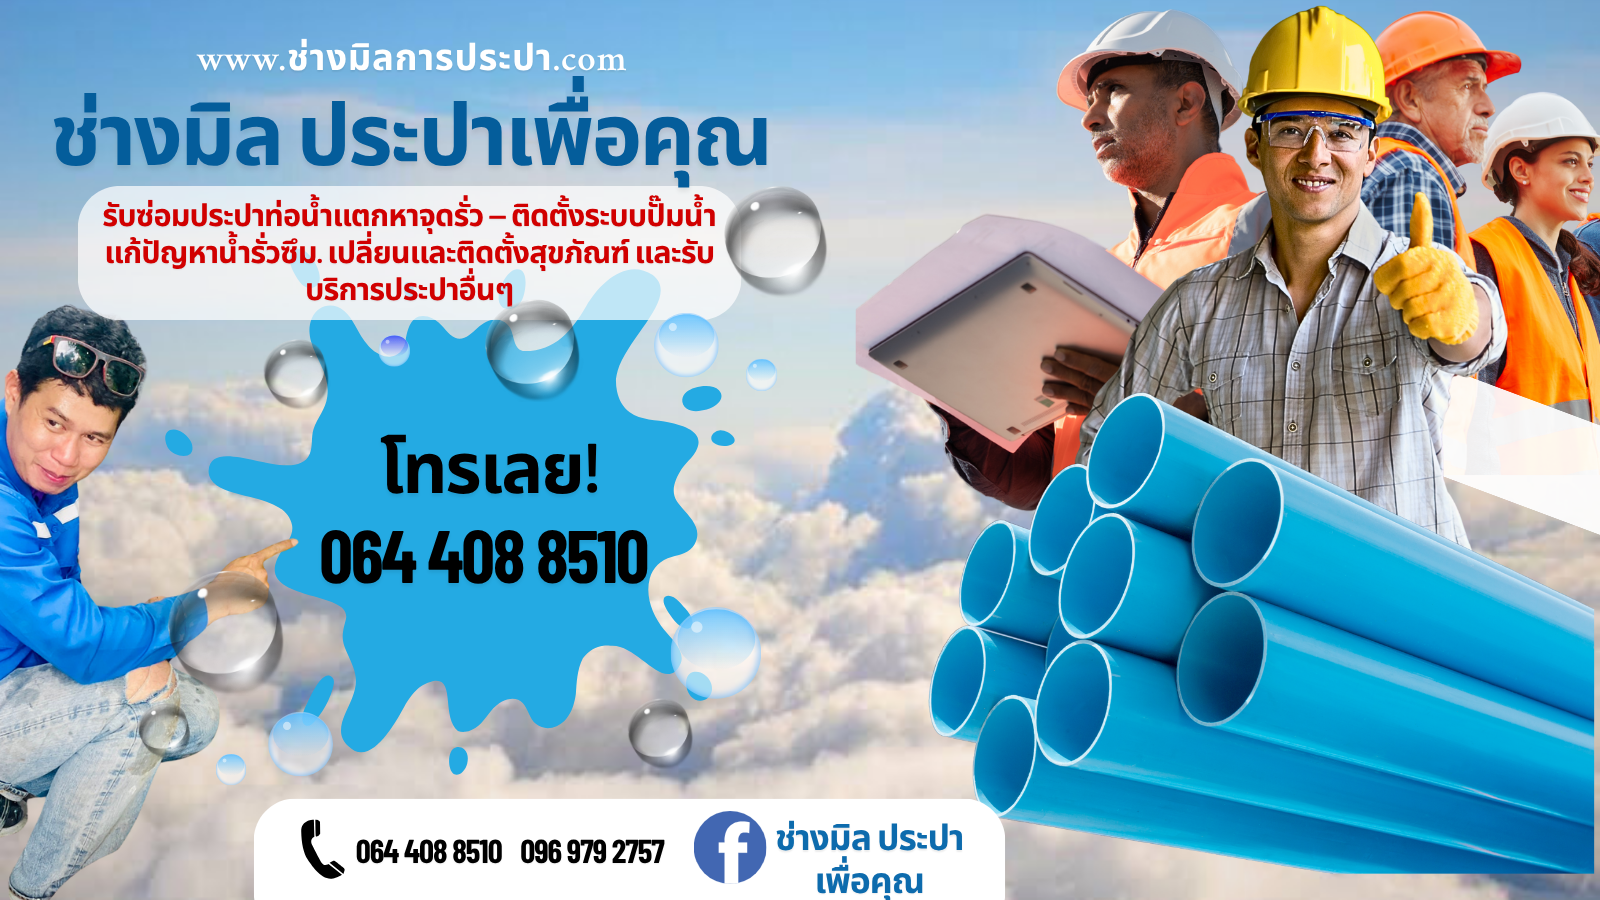 www.ช่างมิลการประปา.com
ช่างมิล ประปาเพื่อคุณ
รับซ่อมประปาท่อน้ำแตกหาจุดรั่ว – ติดตั้งระบบปั๊มน้ำ
แก้ปัญหาน้ำรั่วซึม. เปลี่ยนและติดตั้งสุขภัณฑ์ และรับ
บริการประปาอื่นๆ
โทรเลย!
064 408 8510
064 408 8510 096 979 2757
ช่างมิล ประปา
เพื่อคุณ